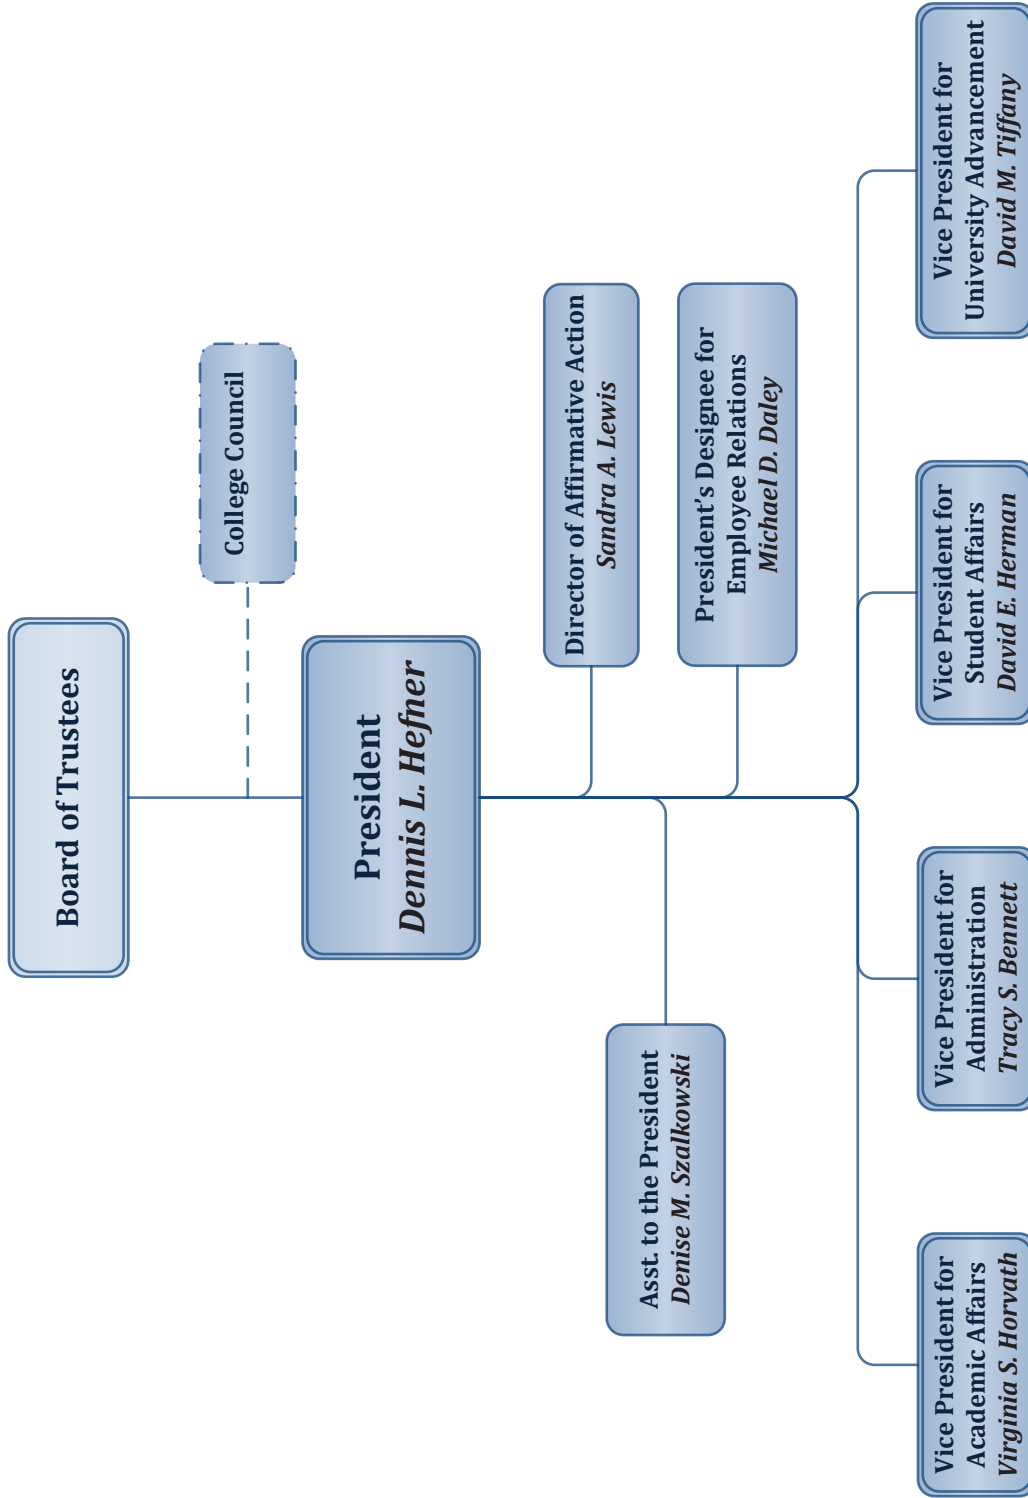 Board of Trustees
College Council
President
Dennis L. Hefner
Director of Affirmative Action
Sandra A. Lewis
Asst. to the President
Denise M. Szalkowski
President’s Designee for
Employee Relations
Michael D. Daley
Vice President for
Academic Affairs
Virginia S. Horvath
Vice President for
Administration
Tracy S. Bennett
Vice President for
Student Affairs
David E. Herman
Vice President for
University Advancement
David M. Tiffany